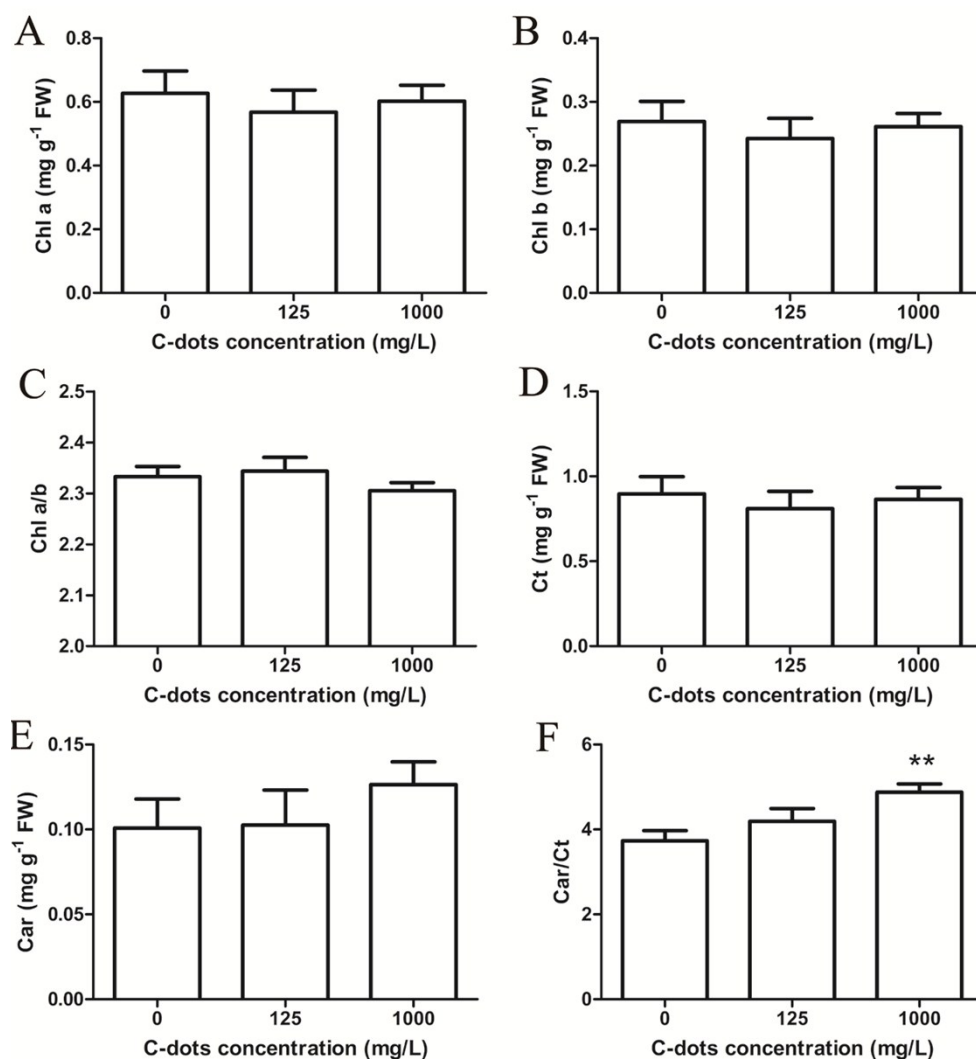 A
Chl a (mg g⁻¹ FW)
0.8
0.6
0.4
0.2
0.0
0 125 1000
C-dots concentration (mg/L)
B
Chl b (mg g⁻¹ FW)
0.4
0.3
0.2
0.1
0.0
0 125 1000
C-dots concentration (mg/L)
C
Chl a/b
2.5
2.4
2.3
2.2
2.1
2.0
0 125 1000
C-dots concentration (mg/L)
D
Ct (mg g⁻¹ FW)
1.5
1.0
0.5
0.0
0 125 1000
C-dots concentration (mg/L)
E
Car (mg g⁻¹ FW)
0.15
0.10
0.05
0.00
0 125 1000
C-dots concentration (mg/L)
F
Car/Ct
6
4
2
0
**
0 125 1000
C-dots concentration (mg/L)